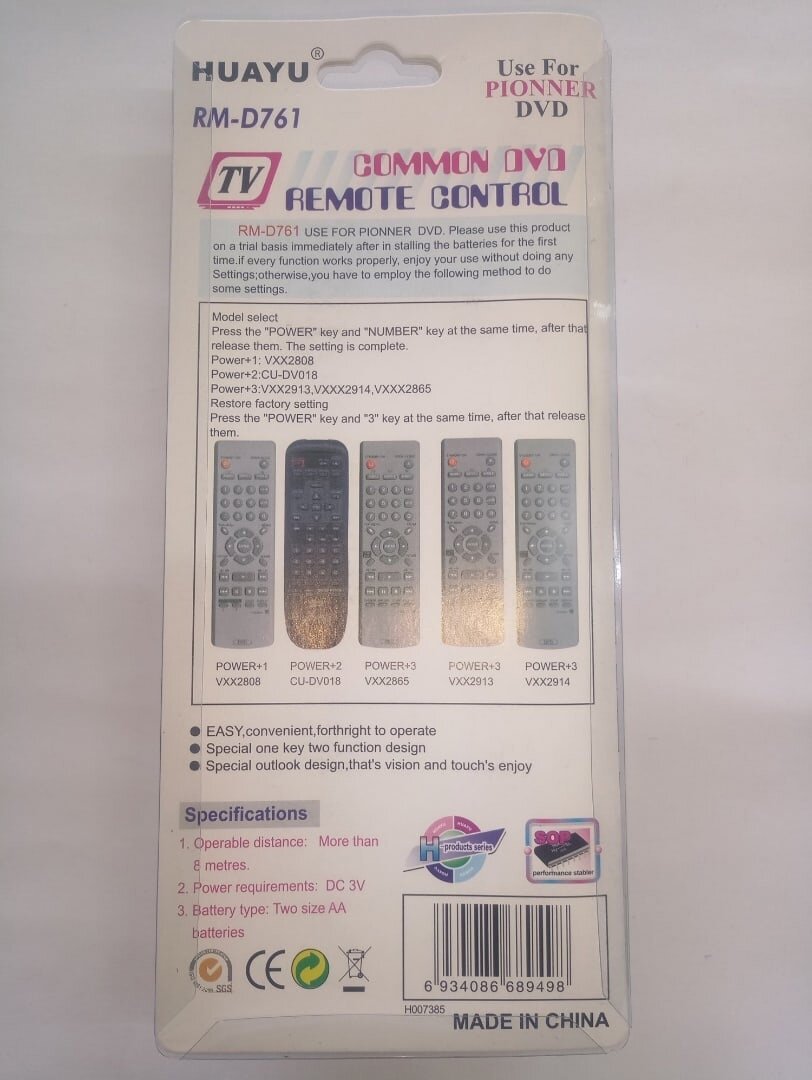 HUAYU®
RM-D761
Use For
PIONNER
DVD
TV
COMMON DVD
REMOTE CONTROL
RM-D761 USE FOR PIONNER DVD. Please use this product
on a trial basis immediately after in stalling the batteries for the first
time.if every function works properly, enjoy your use without doing any
Settings;otherwise,you have to employ the following method to do
some settings.
Model select
Press the "POWER" key and "NUMBER" key at the same time, after that
release them. The setting is complete.
Power+1: VXX2808
Power+2:CU-DV018
Power+3:VXX2913,VXXX2914,VXXX2865
Restore factory setting
Press the "POWER" key and "3" key at the same time, after that release
them.
POWER+1 POWER+2 POWER+3 POWER+3 POWER+3
VXX2808 CU-DV018 VXX2865 VXX2913 VXX2914
● EASY,convenient,forthright to operate
● Special one key two function design
● Special outlook design,that's vision and touch's enjoy
Specifications
1. Operable distance: More than
8 metres.
2. Power requirements: DC 3V
3. Battery type: Two size AA
batteries
H-products series
SOP
performance stabler
SGS
CE
6 934086 689498
H007385
MADE IN CHINA